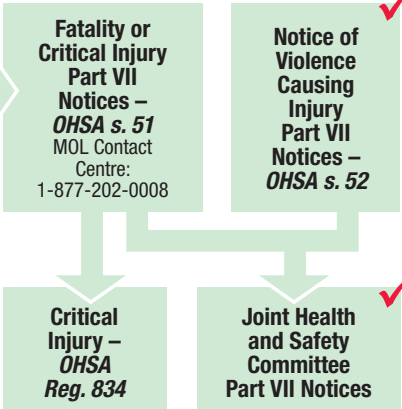 Fatality or
Critical Injury
Part VII
Notices –
OHSA s. 51
MOL Contact
Centre:
1-877-202-0008
Notice of
Violence
Causing
Injury
Part VII
Notices –
OHSA s. 52
Critical
Injury –
OHSA
Reg. 834
Joint Health
and Safety
Committee
Part VII Notices